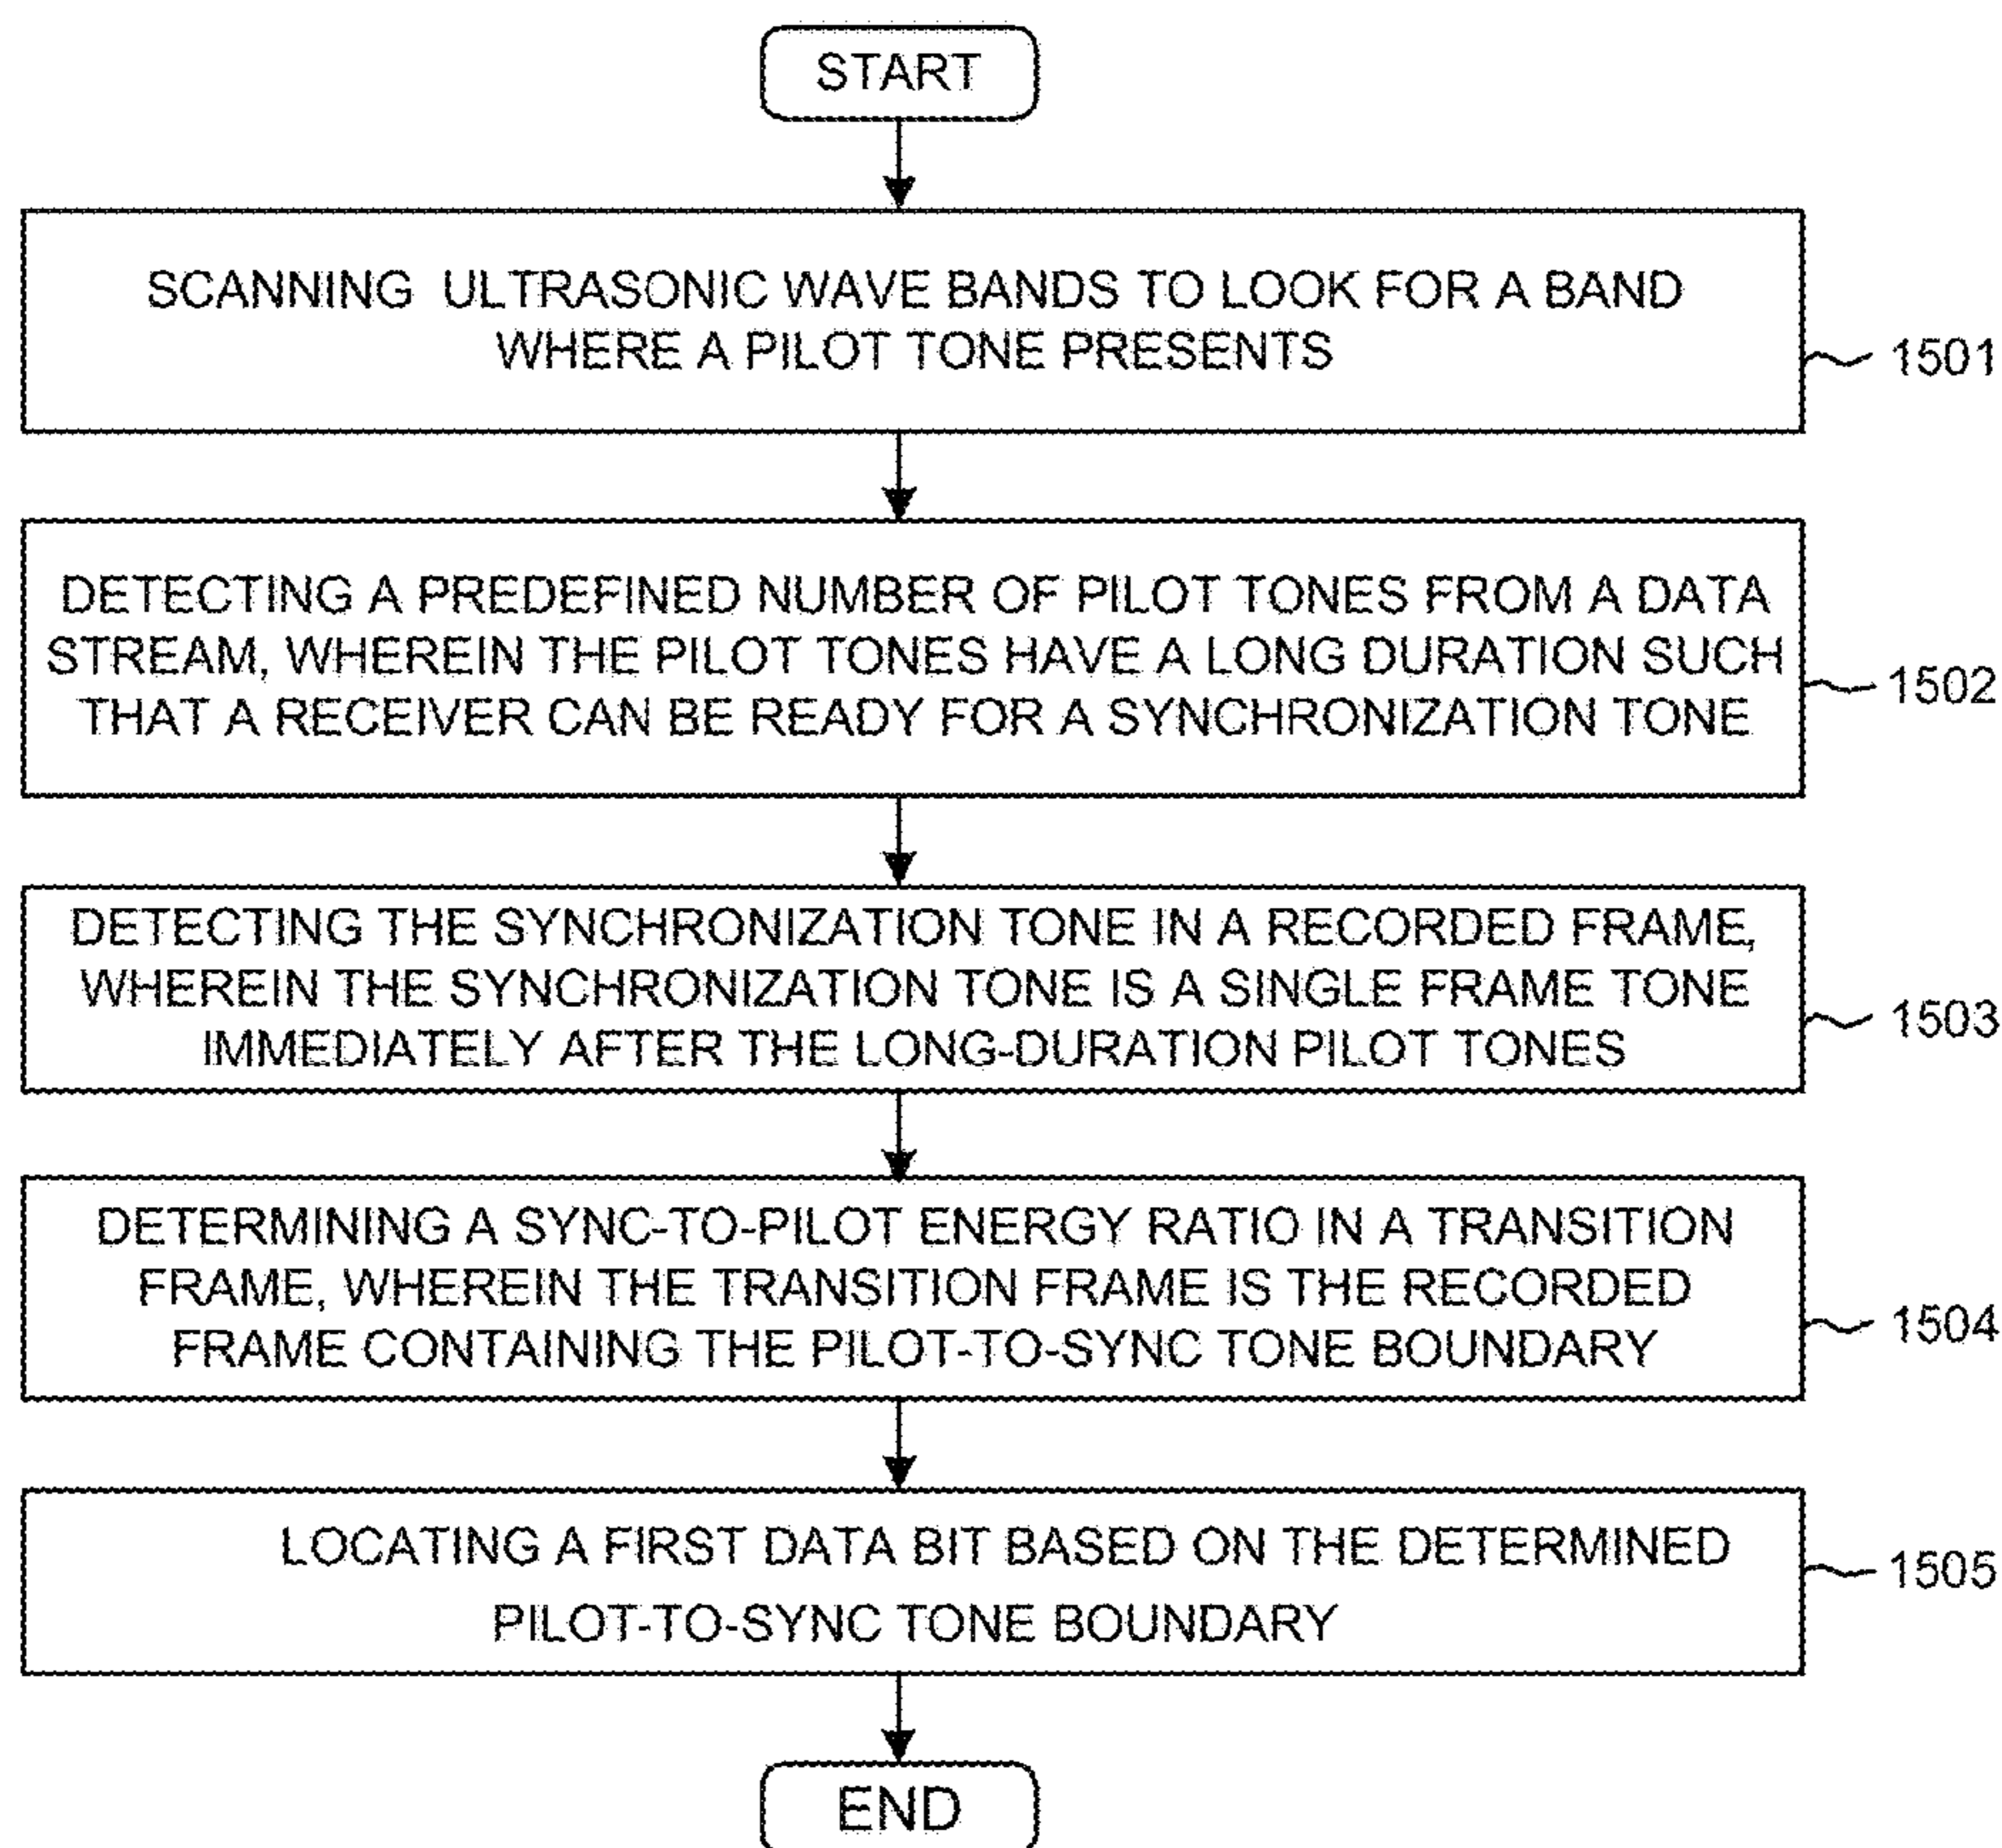 START
SCANNING ULTRASONIC WAVE BANDS TO LOOK FOR A BAND
WHERE A PILOT TONE PRESENTS
1501
DETECTING A PREDEFINED NUMBER OF PILOT TONES FROM A DATA
STREAM, WHEREIN THE PILOT TONES HAVE A LONG DURATION SUCH
THAT A RECEIVER CAN BE READY FOR A SYNCHRONIZATION TONE
1502
DETECTING THE SYNCHRONIZATION TONE IN A RECORDED FRAME,
WHEREIN THE SYNCHRONIZATION TONE IS A SINGLE FRAME TONE
IMMEDIATELY AFTER THE LONG-DURATION PILOT TONES
1503
DETERMINING A SYNC-TO-PILOT ENERGY RATIO IN A TRANSITION
FRAME, WHEREIN THE TRANSITION FRAME IS THE RECORDED
FRAME CONTAINING THE PILOT-TO-SYNC TONE BOUNDARY
1504
LOCATING A FIRST DATA BIT BASED ON THE DETERMINED
PILOT-TO-SYNC TONE BOUNDARY
1505
END